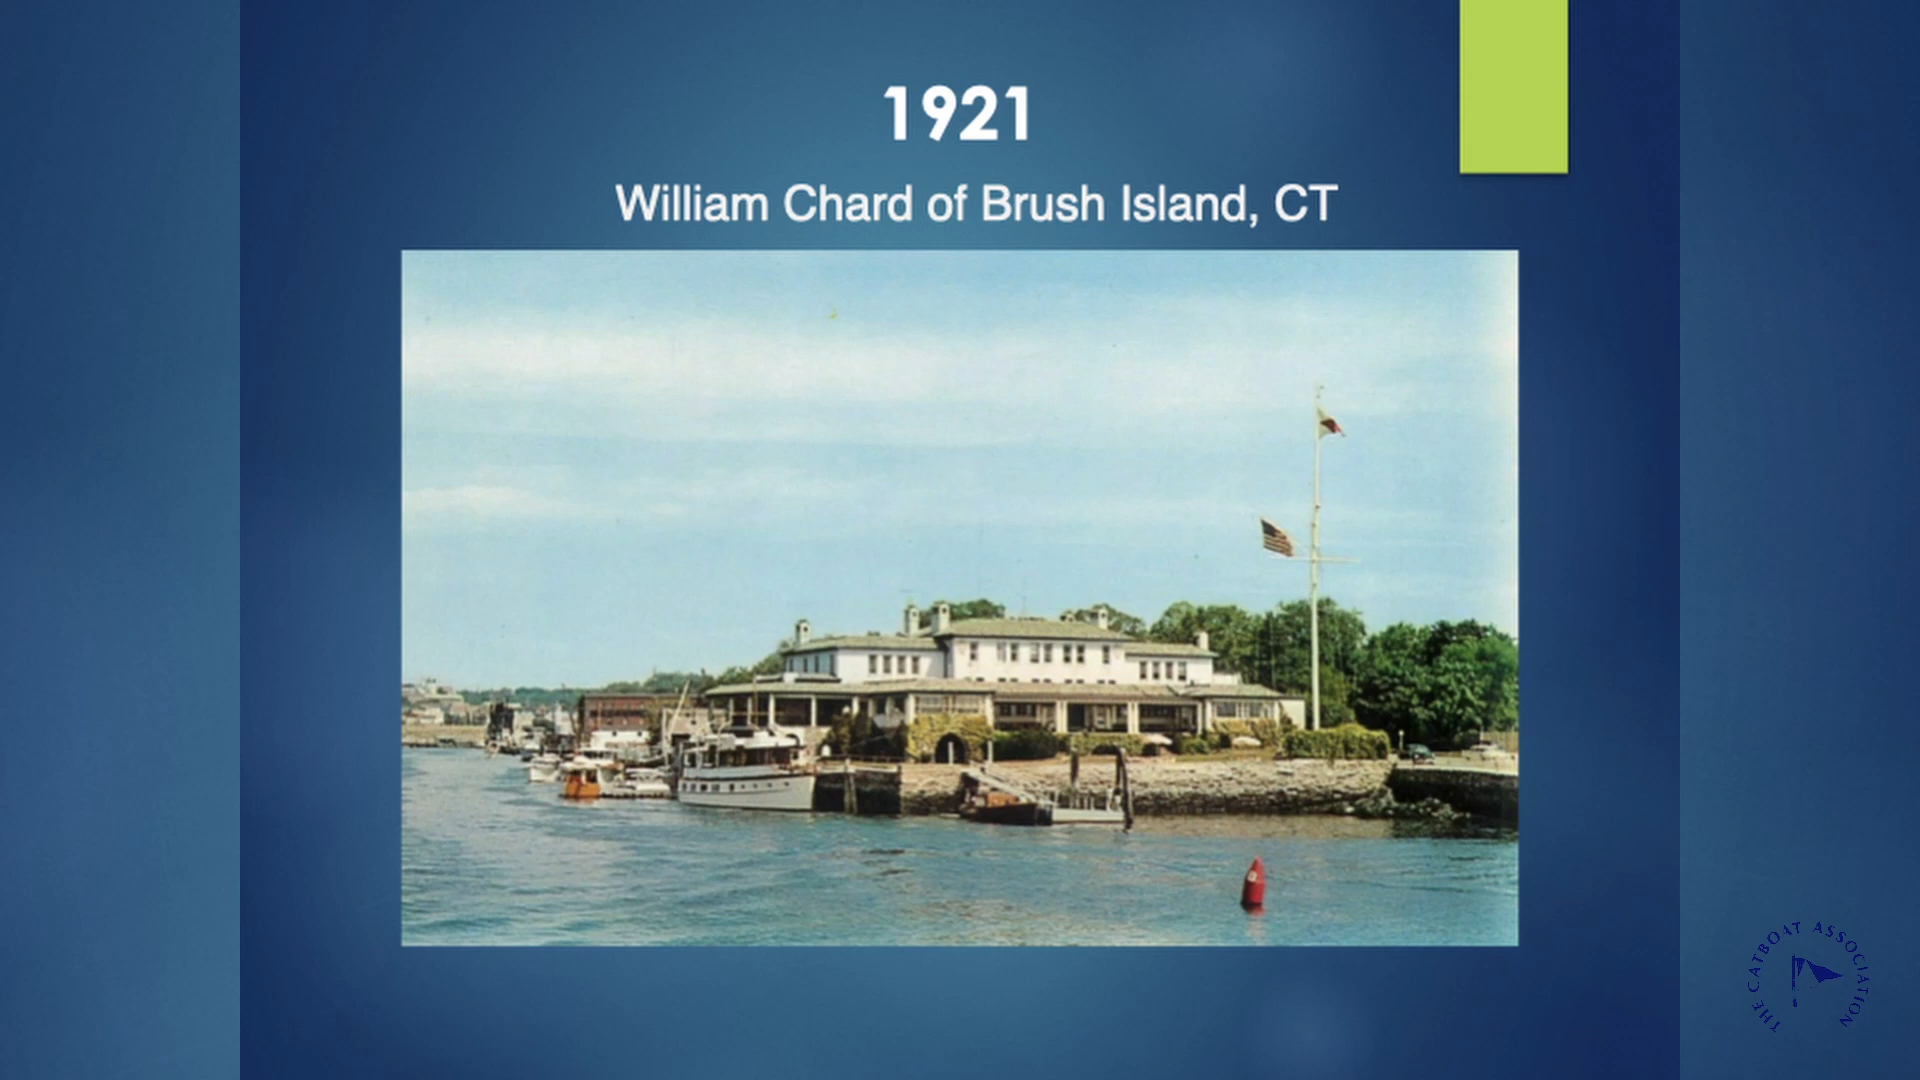 1921
William Chard of Brush Island, CT
THE CATBOAT ASSOCIATION